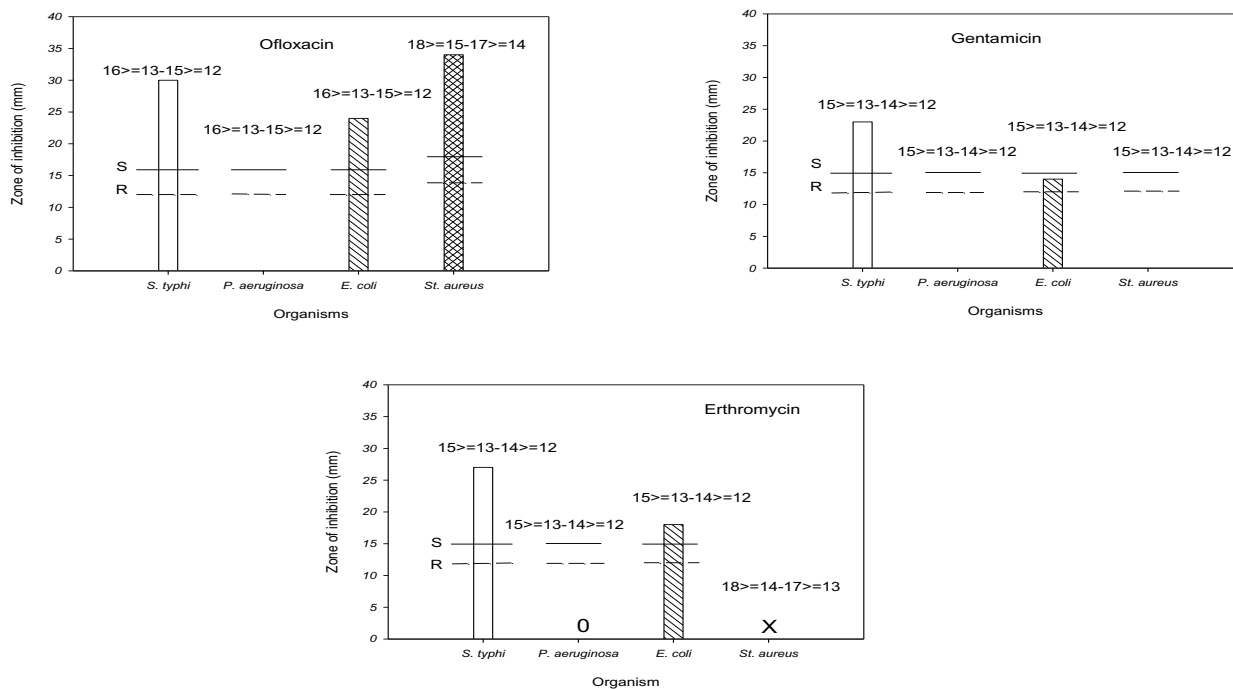 Ofloxacin
Zone of inhibition (mm)
40
35
30
25
20
15
10
5
0
16>=13-15>=12
16>=13-15>=12
16>=13-15>=12
18>=15-17>=14
S
R
S. typhi P. aeruginosa E. coli St. aureus
Organisms
Gentamicin
Zone of inhibition (mm)
40
35
30
25
20
15
10
5
0
15>=13-14>=12
15>=13-14>=12
15>=13-14>=12
15>=13-14>=12
S
R
S. typhi P. aeruginosa E. coli St. aureus
Organisms
Erthromycin
Zone of inhibition (mm)
40
35
30
25
20
15
10
5
0
15>=13-14>=12
15>=13-14>=12
15>=13-14>=12
18>=14-17>=13
S
R
0 X
S. typhi P. aeruginosa E. coli St. aureus
Organism